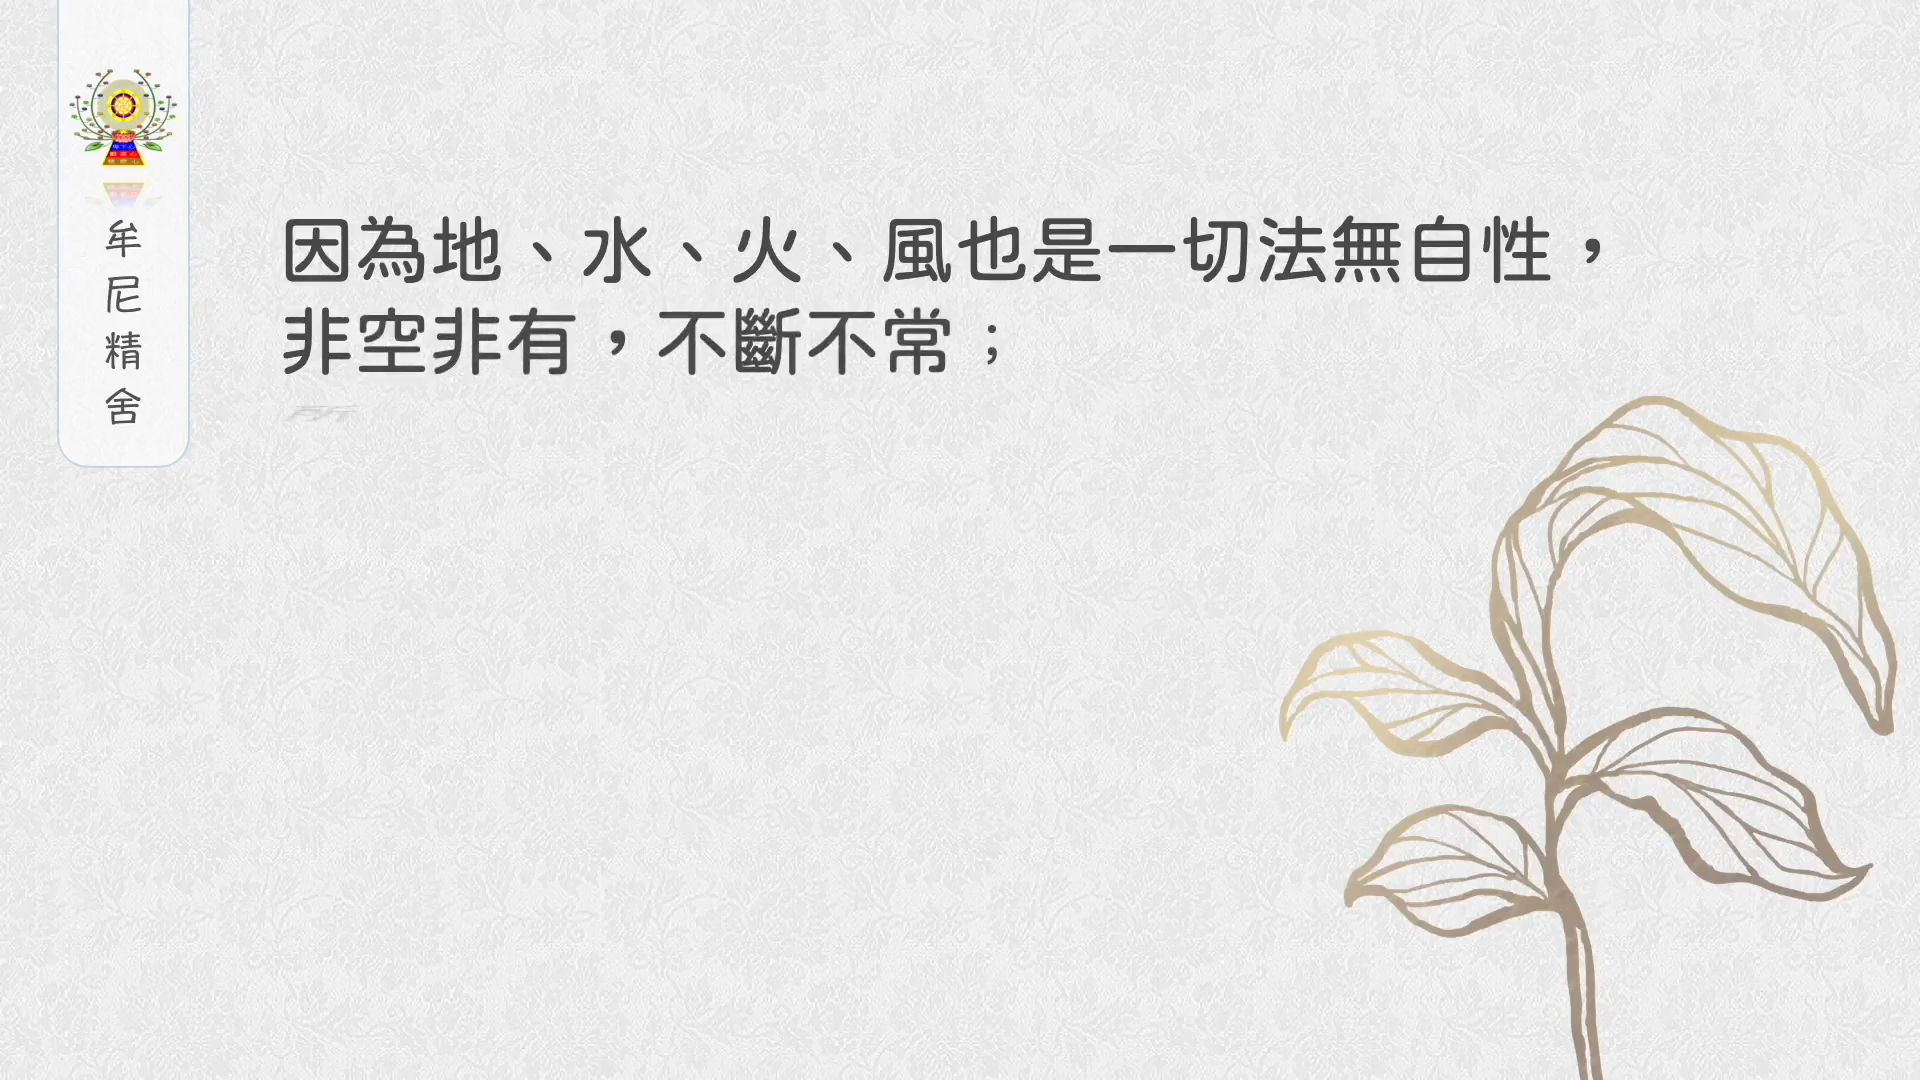 牟尼精舍
因為地、水、火、風也是一切法無自性，
非空非有，不斷不常；